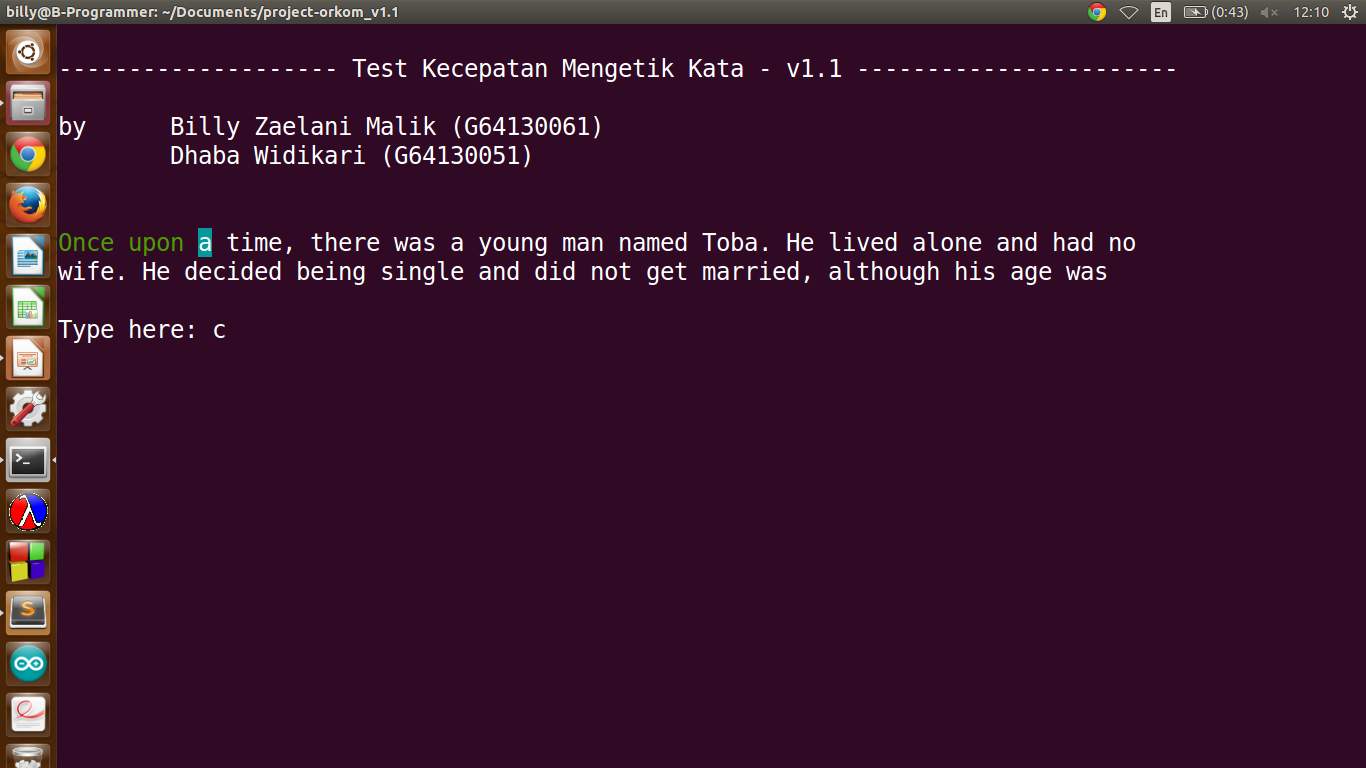 billy@B-Programmer: ~/Documents/project-orkom_v1.1
En
(0:43)
12:10
-------------------- Test Kecepatan Mengetik Kata - v1.1 -----------------------
by Billy Zaelani Malik (G64130061)
Dhaba Widikari (G64130051)
Once upon a time, there was a young man named Toba. He lived alone and had no
wife. He decided being single and did not get married, although his age was
Type here: c